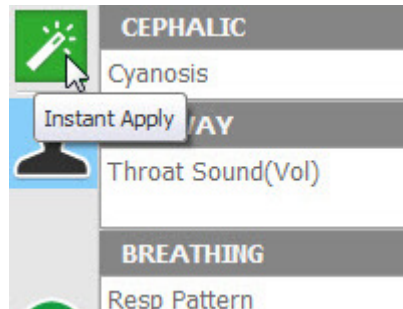 CEPHALIC
Cyanosis
Instant Apply
WAY
Throat Sound(Vol)
BREATHING
Resp Pattern